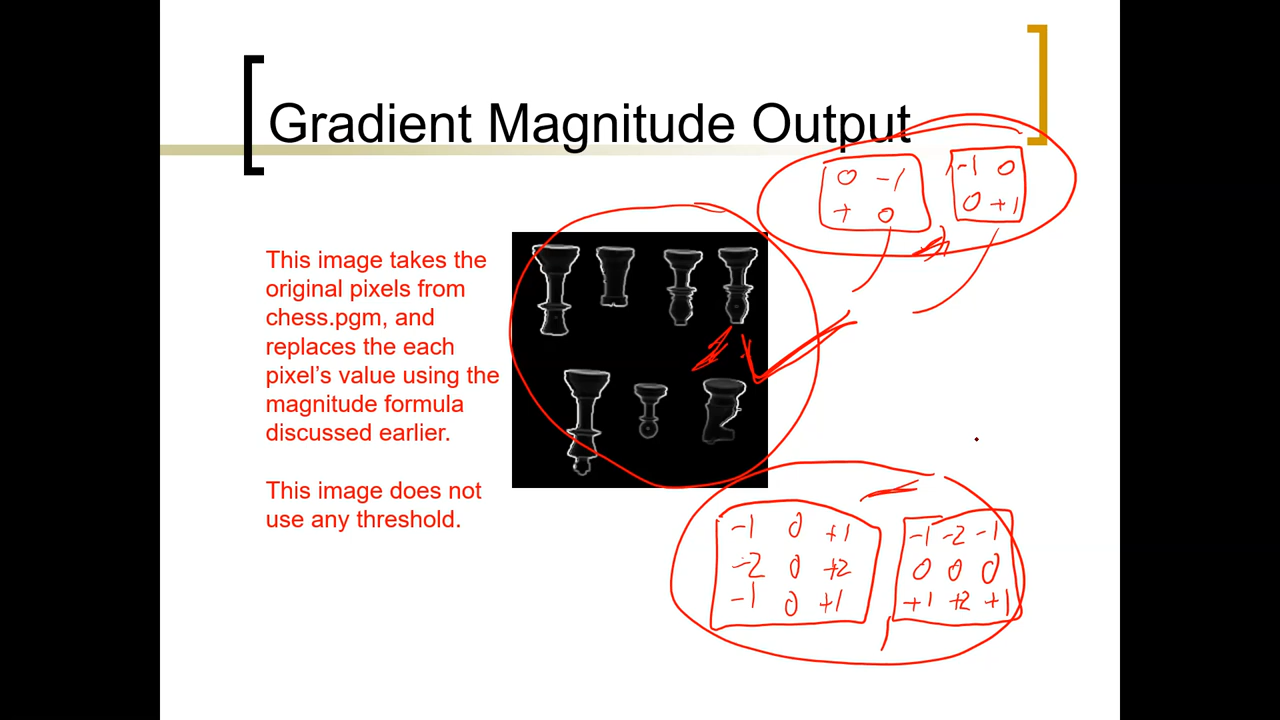 Gradient Magnitude Output
0 -1
+ 0
-1 0
0 +1
This image takes the
original pixels from
chess.pgm, and
replaces the each
pixel's value using the
magnitude formula
discussed earlier.
This image does not
use any threshold.
-1 0 +1
-2 0 +2
-1 0 +1
-1 -2 -1
0 0 0
+1 +2 +1